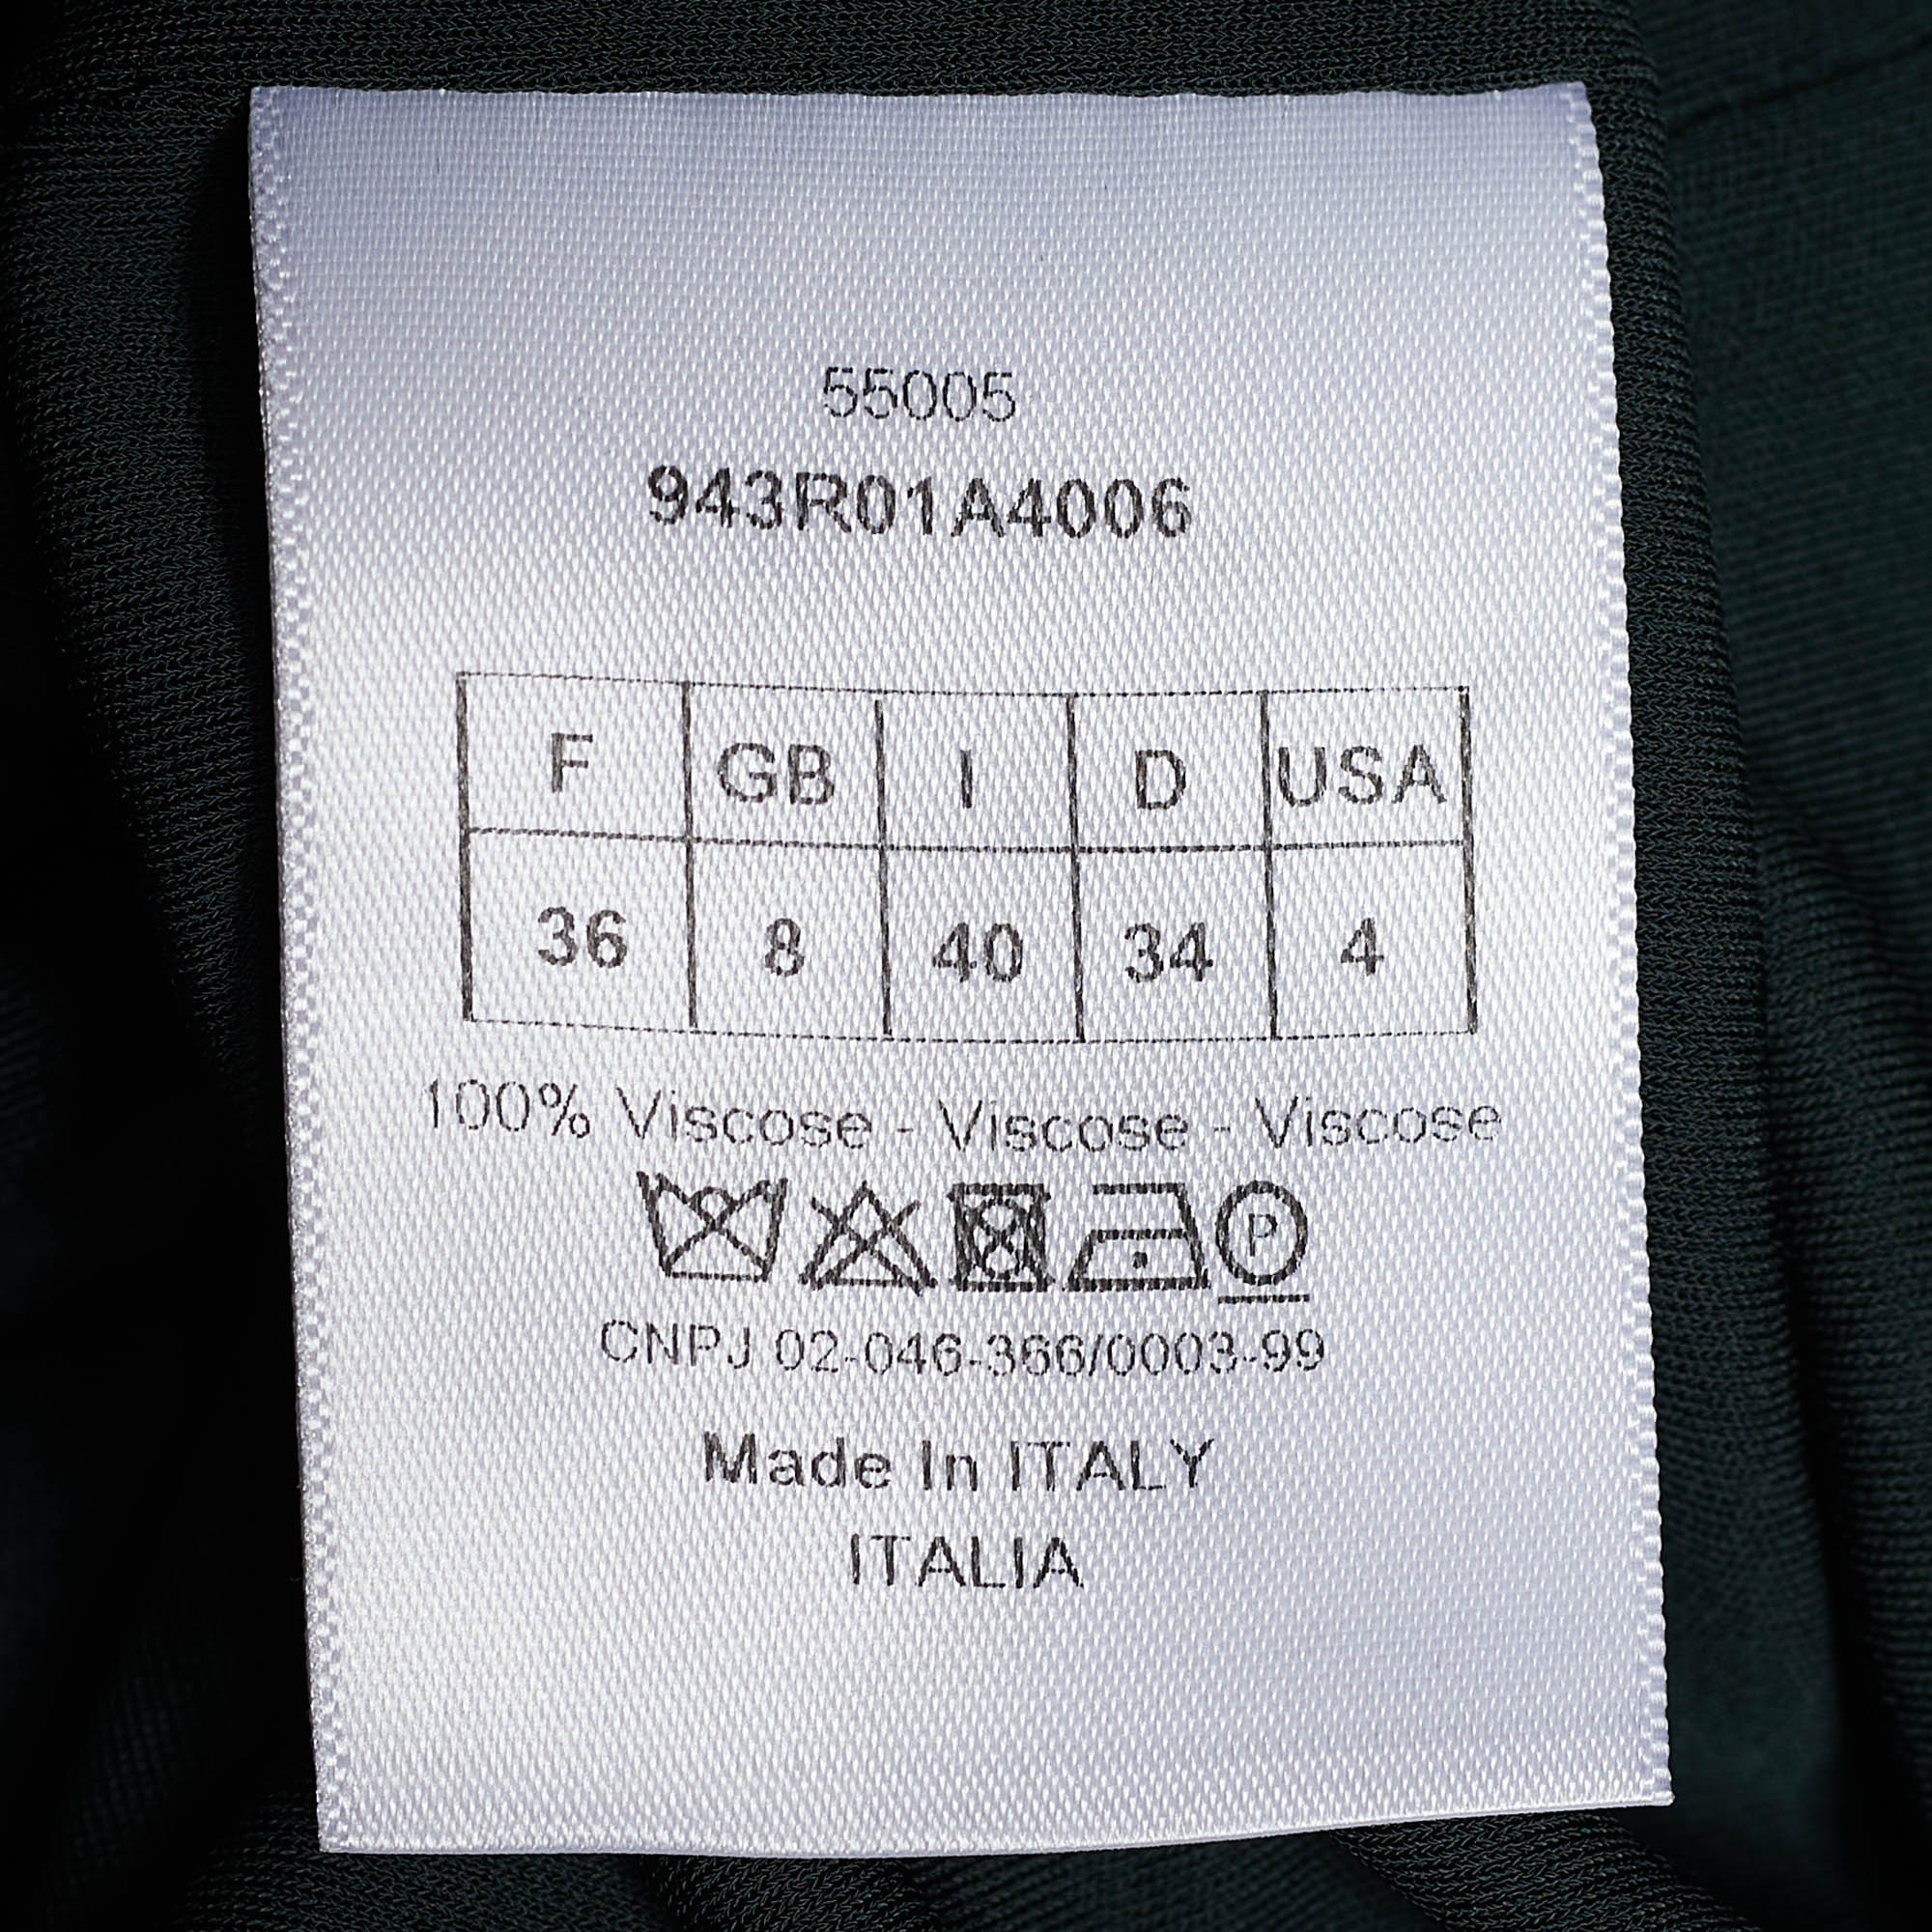 55005
943R01A4006
F GB I D USA
36 8 40 34 4
100% Viscose - Viscose - Viscose
P
CNPJ 02-046-366/0003-99
Made In ITALY
ITALIA